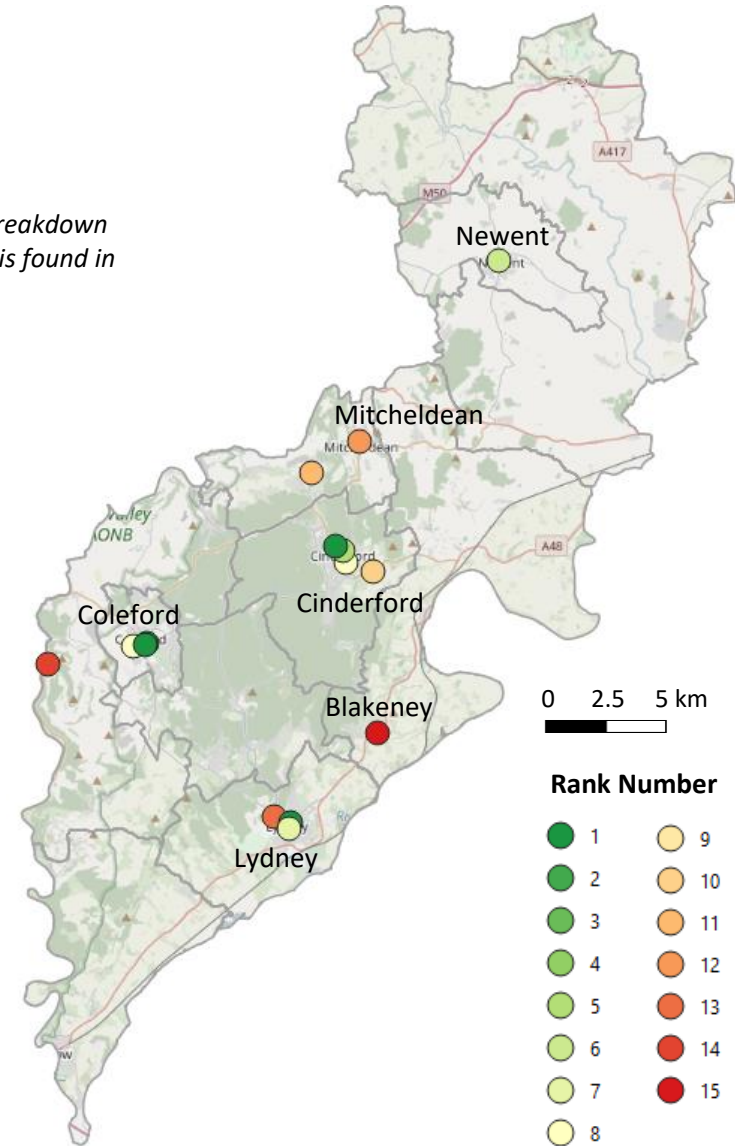 A417
M50
reakdown
is found in
Newent
Mitcheldean
AONB
A48
Cinderford
Coleford
Blakeney
0 2.5 5 km
Rank Number
1 9
2 10
3 11
4 12
5 13
6 14
7 15
8
Lydney